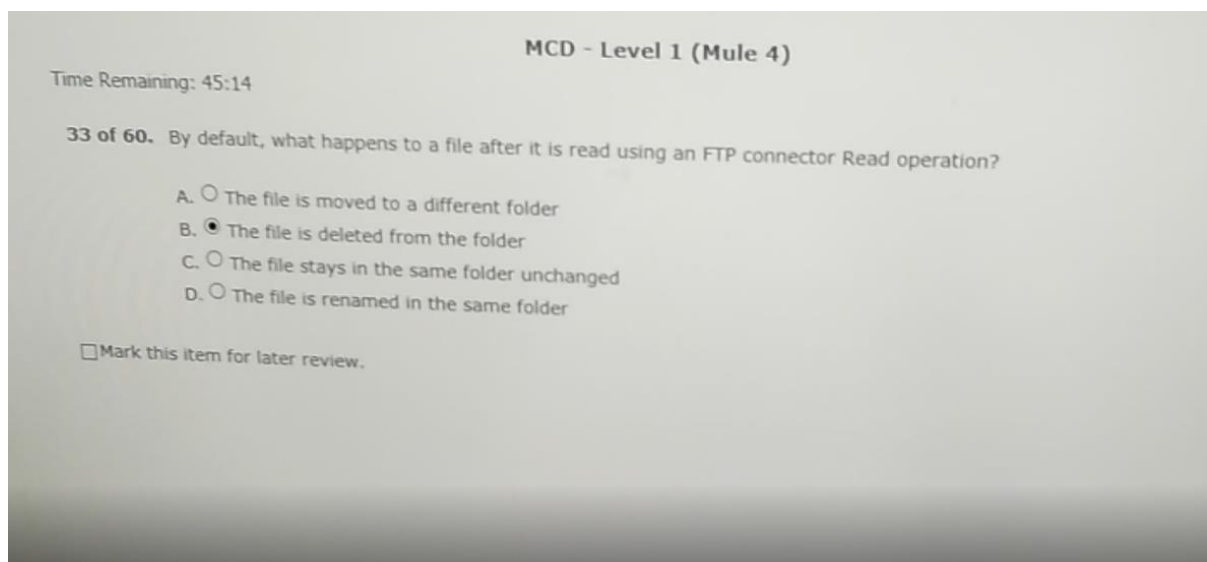 MCD - Level 1 (Mule 4)
Time Remaining: 45:14
33 of 60. By default, what happens to a file after it is read using an FTP connector Read operation?
A. The file is moved to a different folder
B. The file is deleted from the folder
C. The file stays in the same folder unchanged
D. The file is renamed in the same folder
Mark this item for later review.